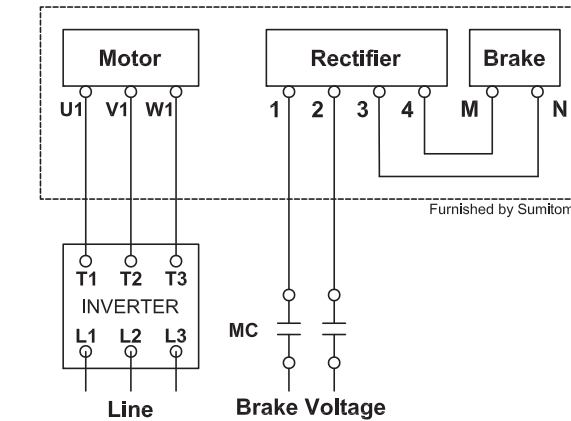 Motor Rectifier Brake
U1 V1 W1 1 2 3 4 M N
Furnished by Sumitom
T1 T2 T3
INVERTER
L1 L2 L3
MC
Line
Brake Voltage